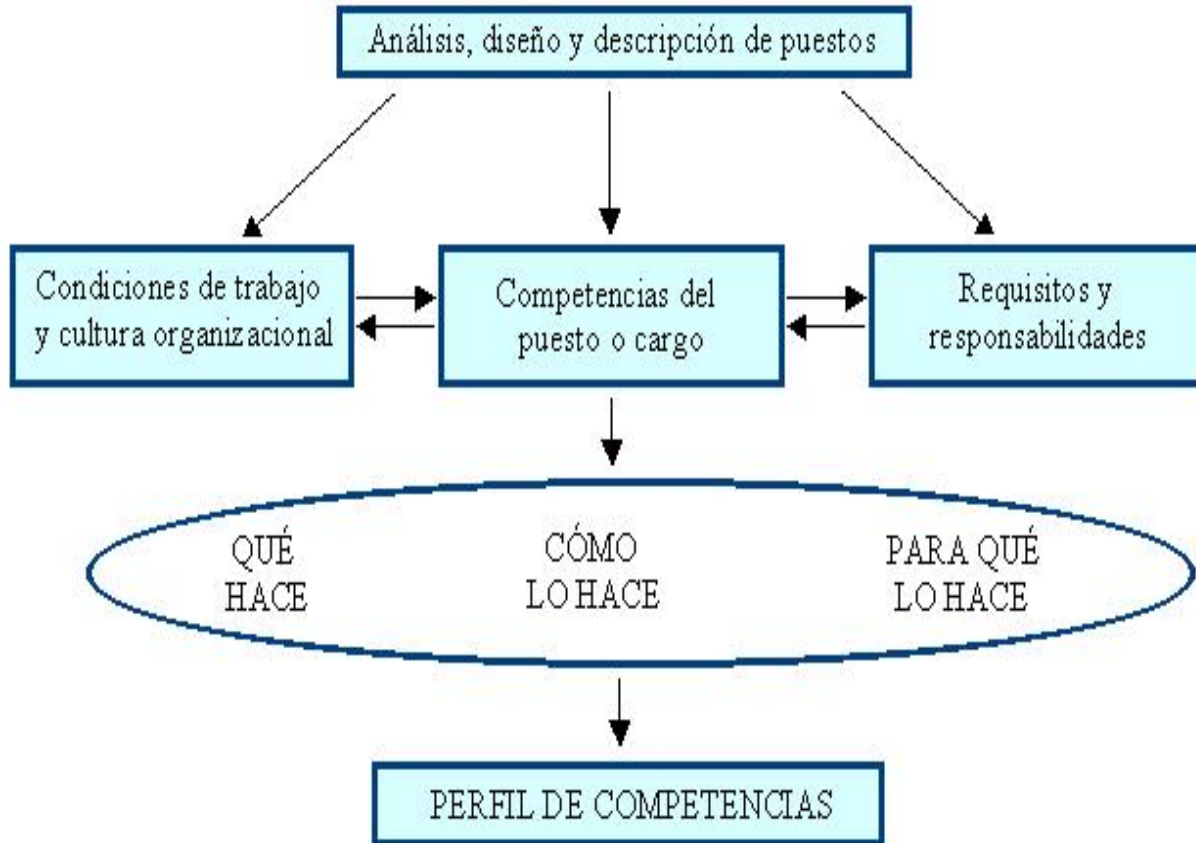 Análisis, diseño y descripción de puestos
Condiciones de trabajo
y cultura organizacional
Competencias del
puesto o cargo
Requisitos y
responsabilidades
QUÉ
HACE
CÓMO
LO HACE
PARA QUÉ
LO HACE
PERFIL DE COMPETENCIAS